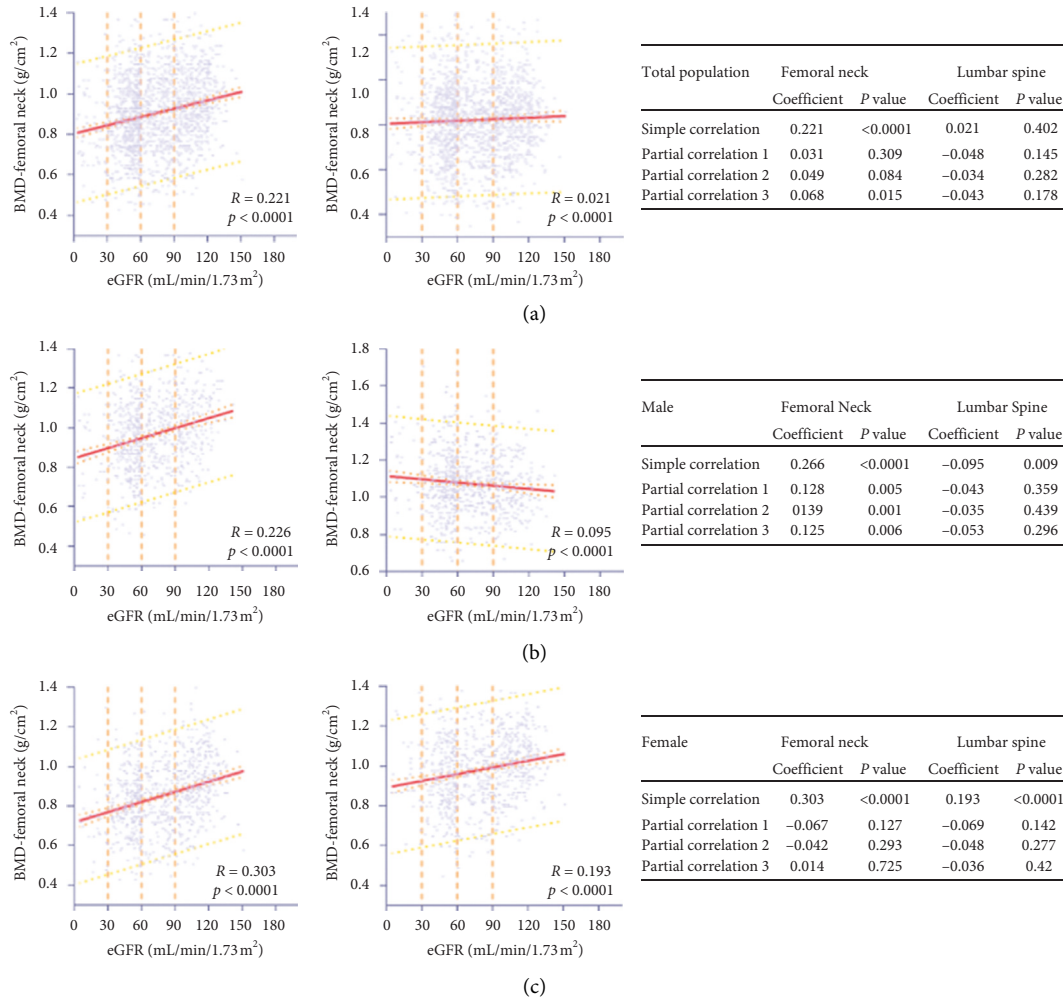 BMD-femoral neck (g/cm²)
1.4
1.2
1.0
0.8
0.6
0.4
R = 0.221
p < 0.0001
0 30 60 90 120 150 180
eGFR (mL/min/1.73 m²)
BMD-femoral neck (g/cm²)
1.4
1.2
1.0
0.8
0.6
0.4
R = 0.021
p < 0.0001
0 30 60 90 120 150 180
eGFR (mL/min/1.73 m²)
Total population Femoral neck Lumbar spine
Coefficient P value Coefficient P value
Simple correlation 0.221 <0.0001 0.021 0.402
Partial correlation 1 0.031 0.309 –0.048 0.145
Partial correlation 2 0.049 0.084 –0.034 0.282
Partial correlation 3 0.068 0.015 –0.043 0.178
(a)
BMD-femoral neck (g/cm²)
1.4
1.2
1.0
0.8
0.6
0.4
R = 0.226
p < 0.0001
0 30 60 90 120 150 180
eGFR (mL/min/1.73 m²)
BMD-femoral neck (g/cm²)
1.8
1.6
1.4
1.2
1.0
0.8
0.6
R = 0.095
p < 0.0001
0 30 60 90 120 150 180
eGFR (mL/min/1.73 m²)
Male Femoral Neck Lumbar Spine
Coefficient P value Coefficient P value
Simple correlation 0.266 <0.0001 –0.095 0.009
Partial correlation 1 0.128 0.005 –0.043 0.359
Partial correlation 2 0139 0.001 –0.035 0.439
Partial correlation 3 0.125 0.006 –0.053 0.296
(b)
BMD-femoral neck (g/cm²)
1.4
1.2
1.0
0.8
0.6
0.4
R = 0.303
p < 0.0001
0 30 60 90 120 150 180
eGFR (mL/min/1.73 m²)
BMD-femoral neck (g/cm²)
1.4
1.2
1.0
0.8
0.6
0.4
R = 0.193
p < 0.0001
0 30 60 90 120 150 180
eGFR (mL/min/1.73 m²)
Female Femoral neck Lumbar spine
Coefficient P value Coefficient P value
Simple correlation 0.303 <0.0001 0.193 <0.0001
Partial correlation 1 –0.067 0.127 –0.069 0.142
Partial correlation 2 –0.042 0.293 –0.048 0.277
Partial correlation 3 0.014 0.725 –0.036 0.42
(c)